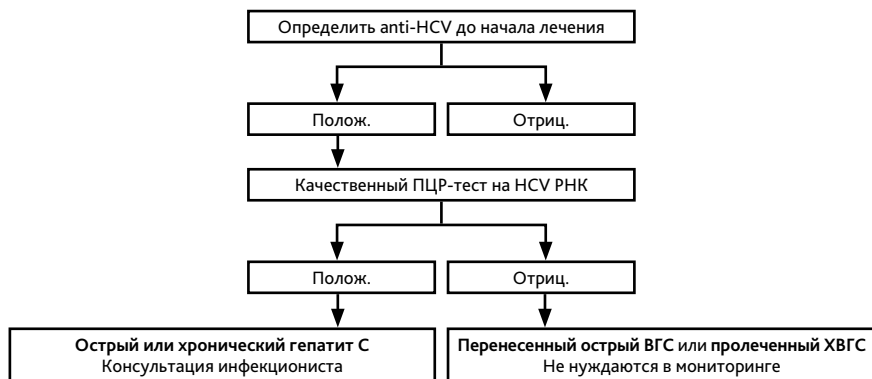 Определить anti-HCV до начала лечения
Полож.
Отриц.
Качественный ПЦР-тест на HCV РНК
Полож.
Отриц.
Острый или хронический гепатит С
Консультация инфекциониста
Перенесенный острый ВГС или пролеченный ХВГС
Не нуждаются в мониторинге